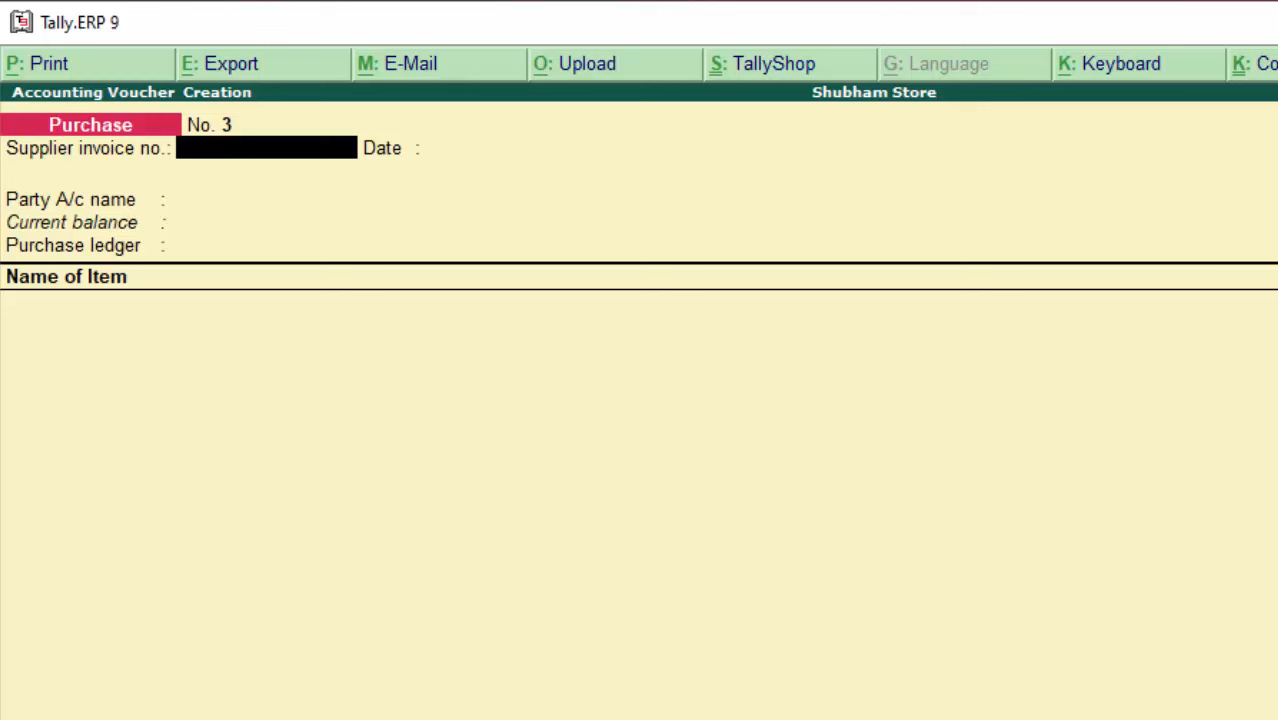 Tally.ERP 9
P: Print E: Export M: E-Mail O: Upload S: TallyShop G: Language K: Keyboard K: Co
Accounting Voucher Creation Shubham Store
Purchase No. 3
Supplier invoice no.: Date :
Party A/c name :
Current balance :
Purchase ledger :
Name of Item